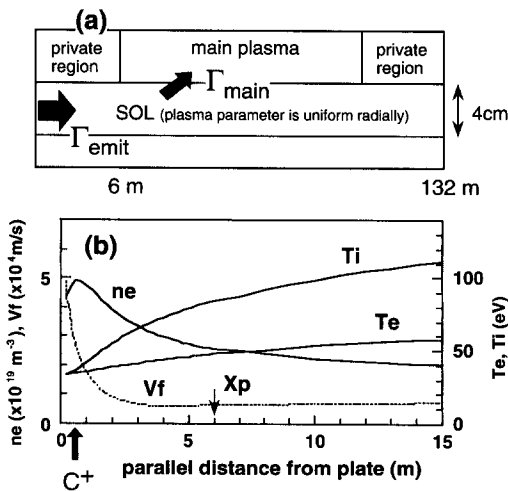 (a)
private region
main plasma
private region
Γmain
SOL (plasma parameter is uniform radially)
Γemit
4cm
6 m
132 m
(b)
ne (x10 19 m-3), Vf (x10 4 m/s)
5
0
ne
Ti
Te
Vf
Xp
100
50
0
Te, Ti (eV)
0
5
10
15
C+
parallel distance from plate (m)